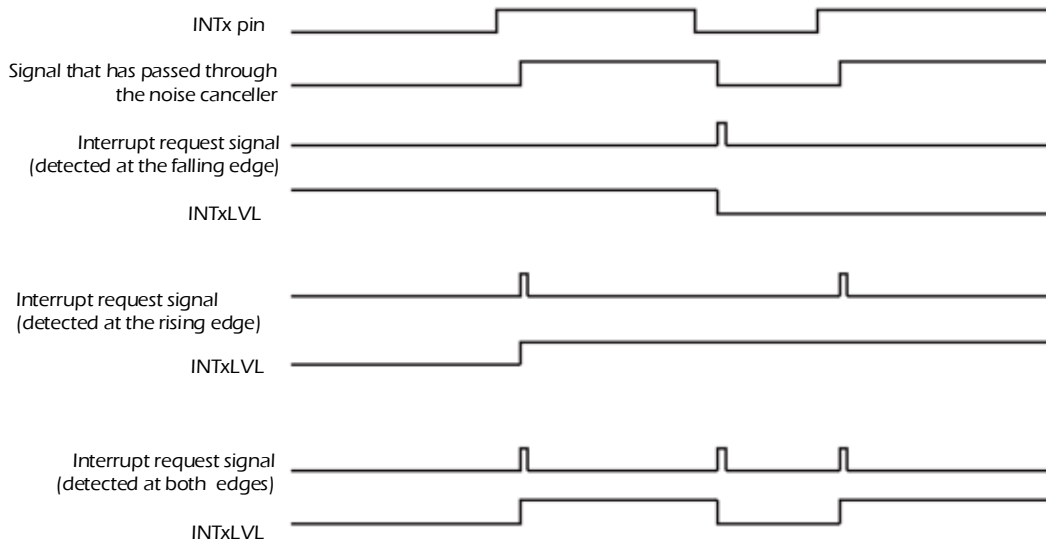 INTx pin
Signal that has passed through
the noise canceller
Interrupt request signal
(detected at the falling edge)
INTxLVL
Interrupt request signal
(detected at the rising edge)
INTxLVL
Interrupt request signal
(detected at both edges)
INTxLVL